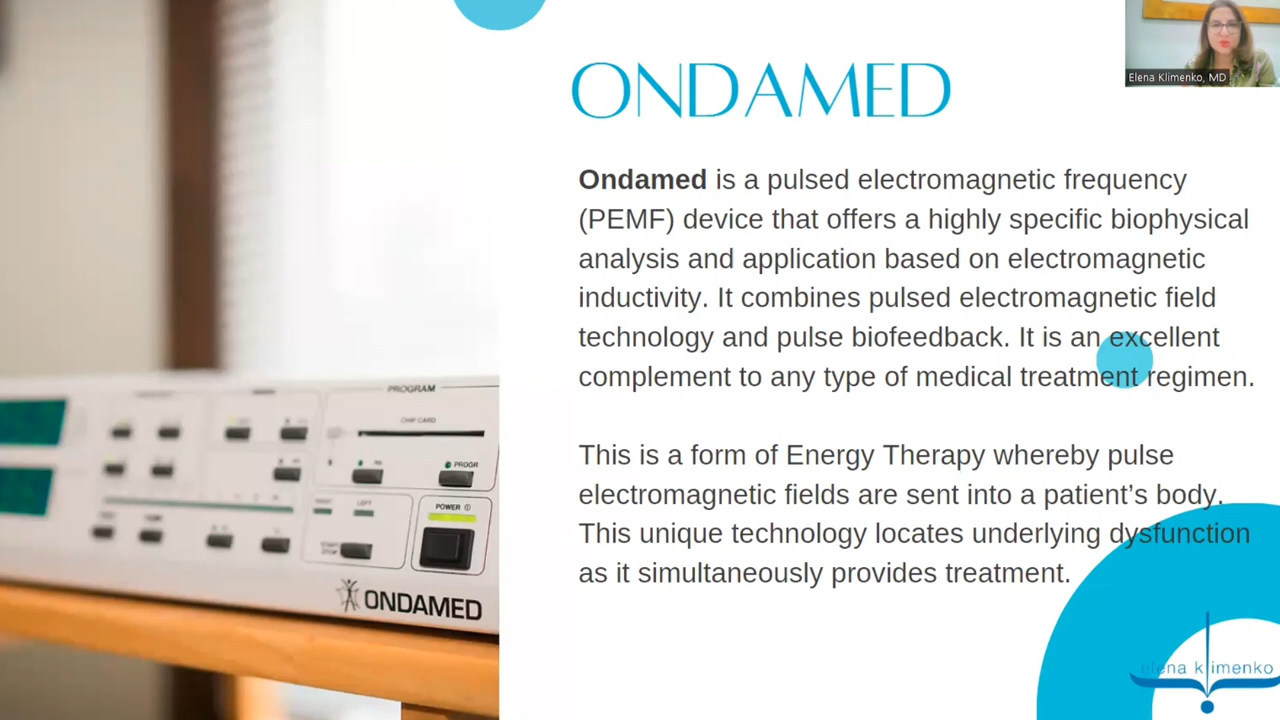 ONDAMED
Elena Klimenko, MD
Ondamed is a pulsed electromagnetic frequency
(PEMF) device that offers a highly specific biophysical
analysis and application based on electromagnetic
inductivity. It combines pulsed electromagnetic field
technology and pulse biofeedback. It is an excellent
complement to any type of medical treatment regimen.
This is a form of Energy Therapy whereby pulse
electromagnetic fields are sent into a patient’s body.
This unique technology locates underlying dysfunction
as it simultaneously provides treatment.
PROGRAM
CHIP CARD
PROGR
LEFT
POWER
START
STOP
ONDAMED
elena klimenko